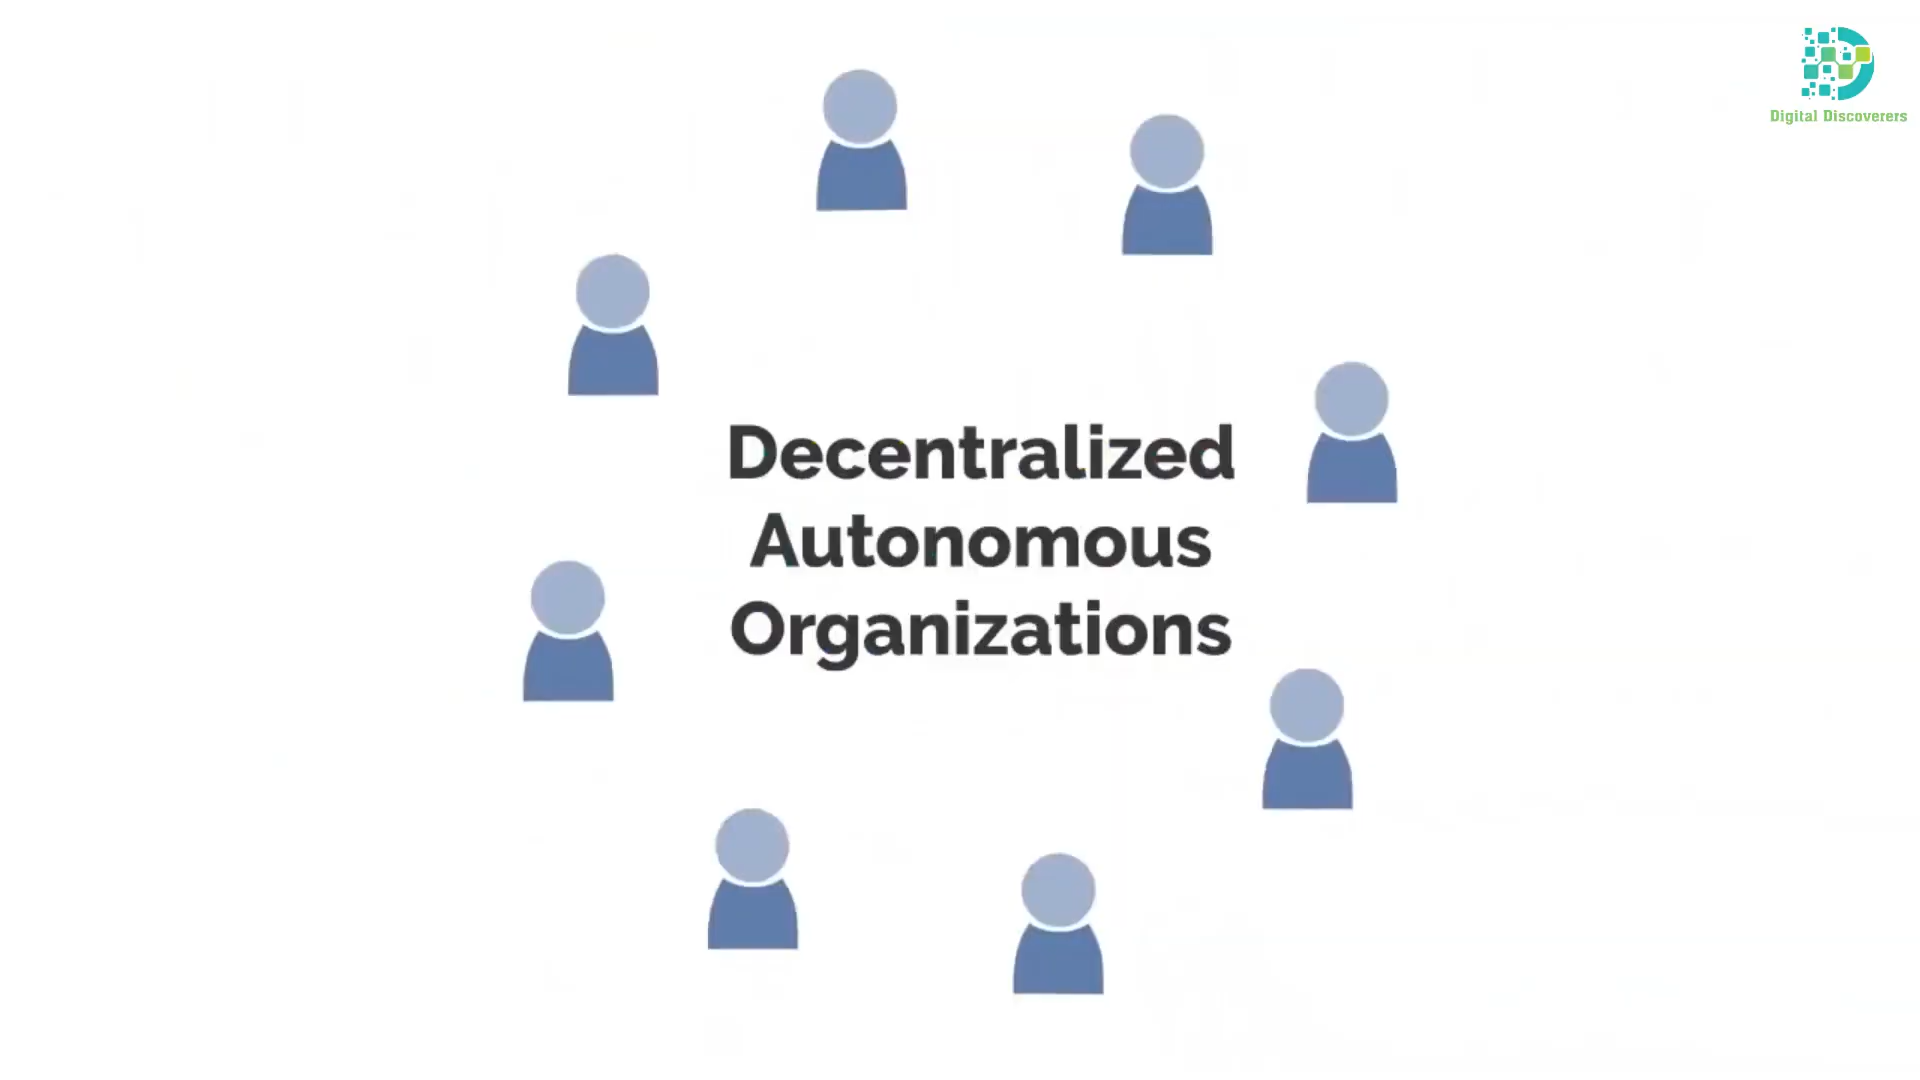 Digital Discoverers
Decentralized
Autonomous
Organizations